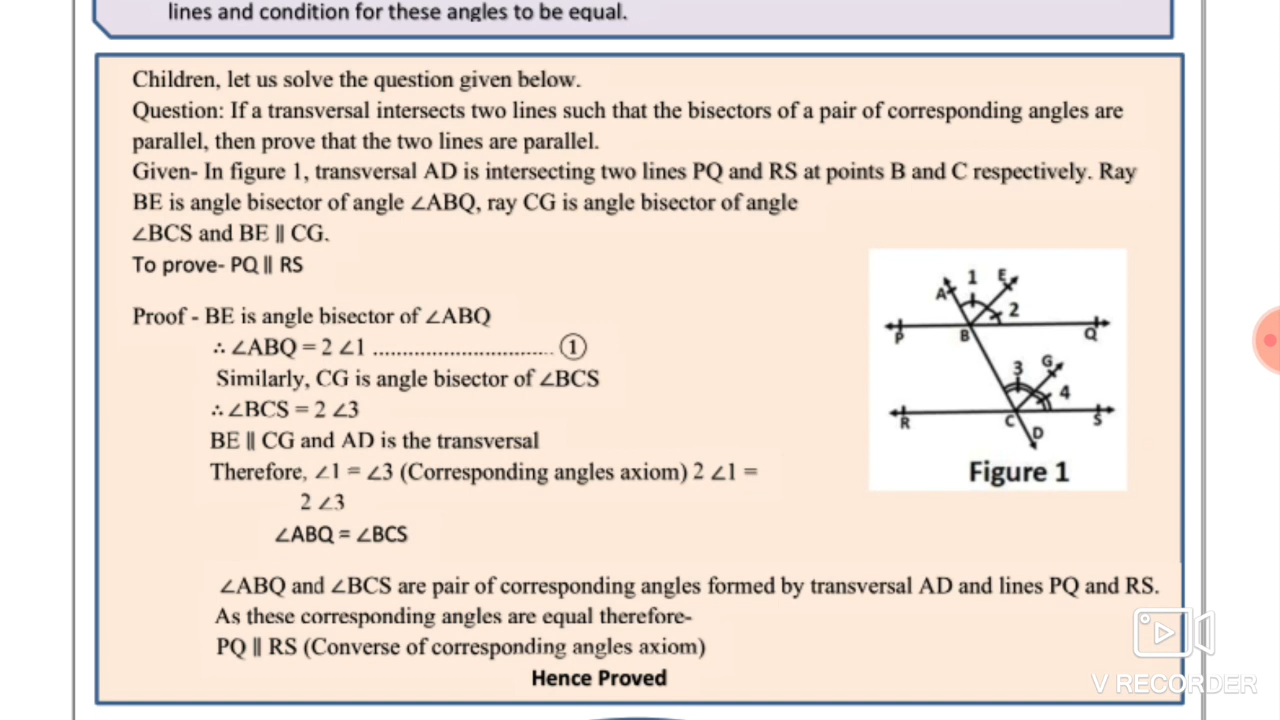 lines and condition for these angles to be equal.
Children, let us solve the question given below.
Question: If a transversal intersects two lines such that the bisectors of a pair of corresponding angles are
parallel, then prove that the two lines are parallel.
Given- In figure 1, transversal AD is intersecting two lines PQ and RS at points B and C respectively. Ray
BE is angle bisector of angle ∠ABQ, ray CG is angle bisector of angle
∠BCS and BE || CG.
To prove- PQ || RS
Proof - BE is angle bisector of ∠ABQ
∴ ∠ABQ = 2 ∠1 ................................ ①
Similarly, CG is angle bisector of ∠BCS
∴ ∠BCS = 2 ∠3
BE || CG and AD is the transversal
Therefore, ∠1 = ∠3 (Corresponding angles axiom) 2 ∠1 =
2 ∠3
∠ABQ = ∠BCS
A 1 E
2
P B Q
3 G
4
R C S
D
Figure 1
∠ABQ and ∠BCS are pair of corresponding angles formed by transversal AD and lines PQ and RS.
As these corresponding angles are equal therefore-
PQ || RS (Converse of corresponding angles axiom)
Hence Proved
V RECORDER